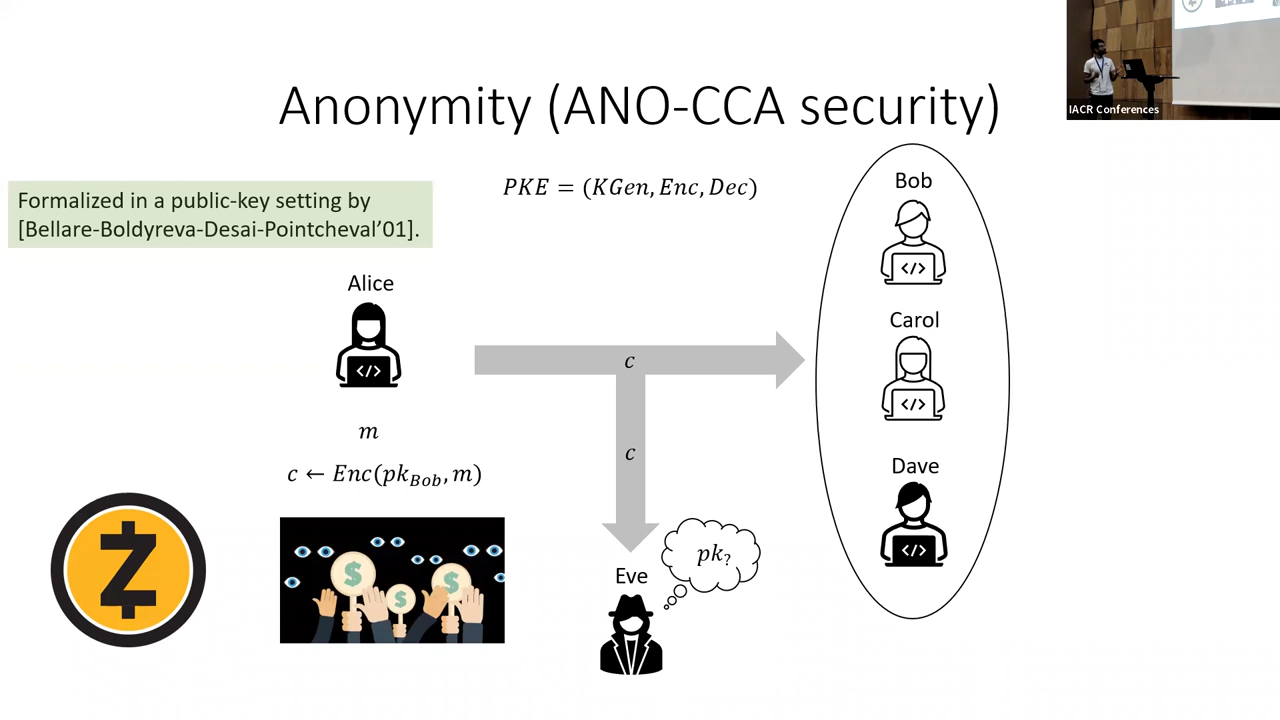 Anonymity (ANO-CCA security)
IACR Conferences
Formalized in a public-key setting by
[Bellare-Boldyreva-Desai-Pointcheval’01].
PKE = (KGen, Enc, Dec)
Bob
</>
Alice
</>
Carol
</>
c
m
c ← Enc(pk_Bob, m)
c
Dave
</>
$ $ $
Eve
pk_?